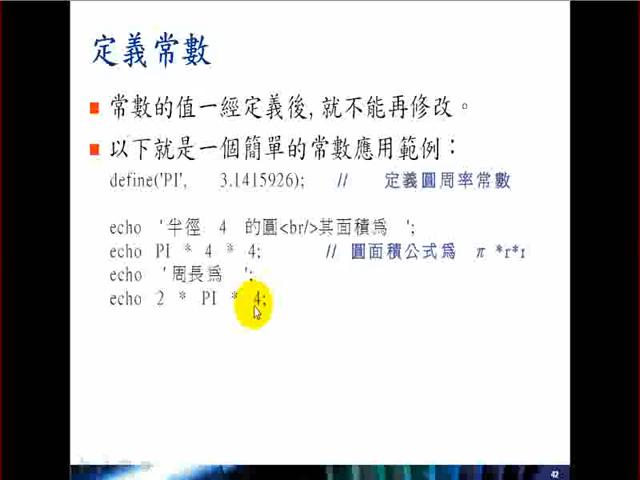 定義常數
常數的值一經定義後, 就不能再修改。
以下就是一個簡單的常數應用範例：
define('PI', 3.1415926); // 定義圓周率常數
echo '半徑 4 的圓<br/>其面積為 ';
echo PI * 4 * 4; // 圓面積公式為 π *r*r
echo '周長為 ';
echo 2 * PI * 4;
42